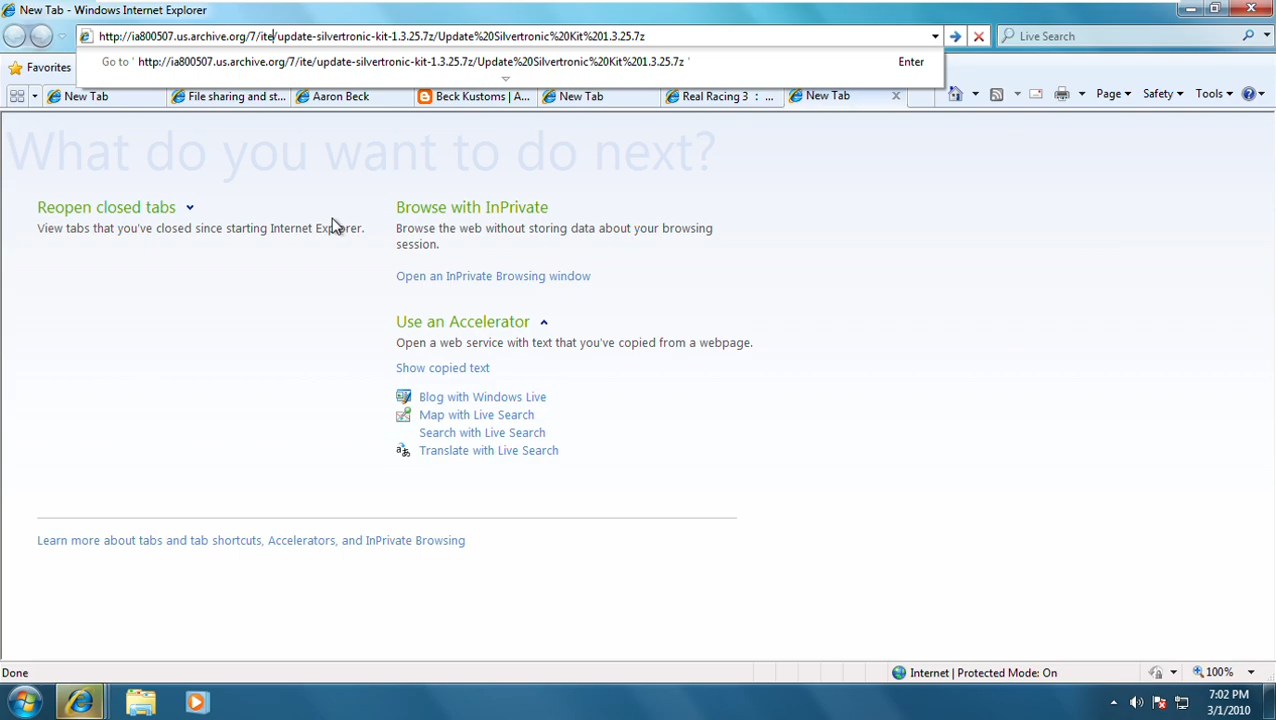 New Tab - Windows Internet Explorer
http://ia800507.us.archive.org/7/ite/update-silvertronic-kit-1.3.25.7z/Update%20Silvertronic%20Kit%201.3.25.7z
Live Search
Go to ' http://ia800507.us.archive.org/7/ite/update-silvertronic-kit-1.3.25.7z/Update%20Silvertronic%20Kit%201.3.25.7z ' Enter
Favorites
New Tab File sharing and st... Aaron Beck Beck Kustoms | A... New Tab Real Racing 3 : ... New Tab Page Safety Tools
What do you want to do next?
Reopen closed tabs
View tabs that you've closed since starting Internet Explorer.
Browse with InPrivate
Browse the web without storing data about your browsing
session.
Open an InPrivate Browsing window
Use an Accelerator
Open a web service with text that you've copied from a webpage.
Show copied text
Blog with Windows Live
Map with Live Search
Search with Live Search
Translate with Live Search
Learn more about tabs and tab shortcuts, Accelerators, and InPrivate Browsing
Done Internet | Protected Mode: On 100%
7:02 PM
3/1/2010